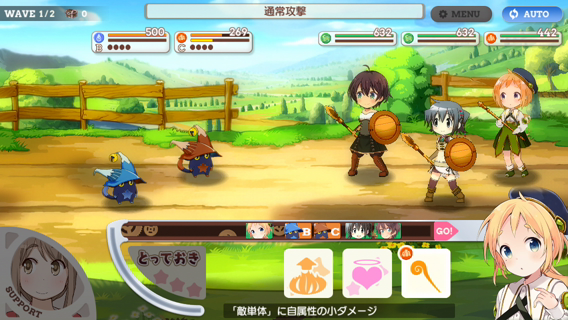 WAVE 1/2 0
通常攻撃
MENU
AUTO
500
B
269
C
632
632
442
B C GO!
とっておき
SUPPORT
「敵単体」に自属性の小ダメージ